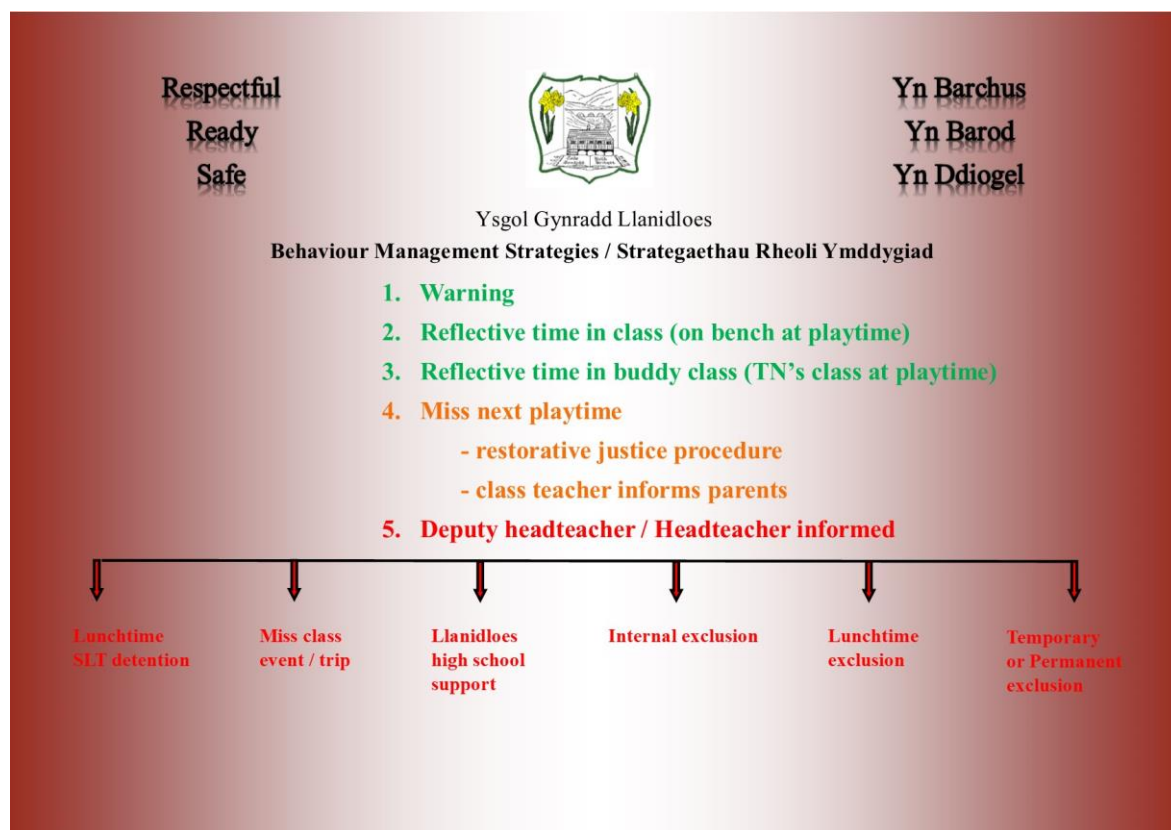 Respectful
Ready
Safe
Yn Barchus
Yn Barod
Yn Ddiogel
Ysgol Gynradd Llanidloes
Behaviour Management Strategies / Strategaethau Rheoli Ymddygiad
1. Warning
2. Reflective time in class (on bench at playtime)
3. Reflective time in buddy class (TN’s class at playtime)
4. Miss next playtime
- restorative justice procedure
- class teacher informs parents
5. Deputy headteacher / Headteacher informed
Lunchtime
SLT detention
Miss class
event / trip
Llanidloes
high school
support
Internal exclusion
Lunchtime
exclusion
Temporary
or Permanent
exclusion